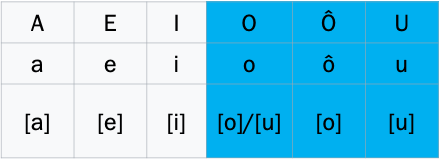 A E I O Ô U
a e i o ô u
[a] [e] [i] [o]/[u] [o] [u]